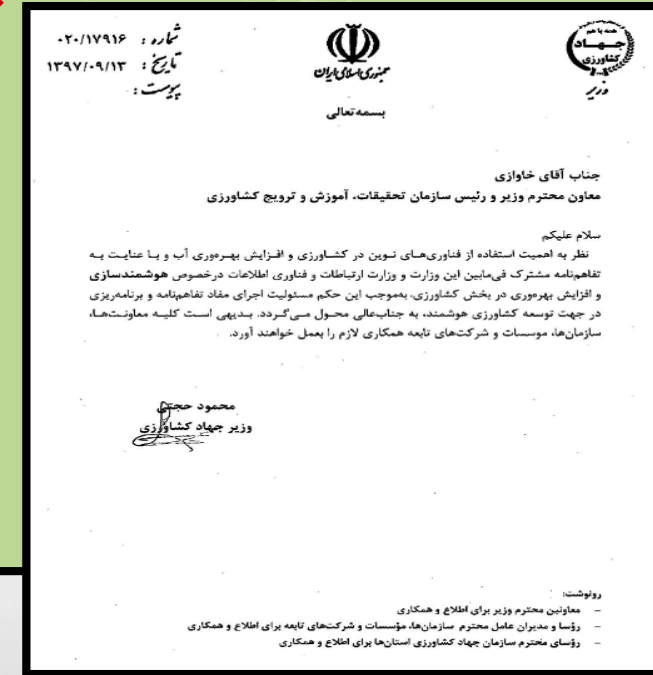 شماره : ۰۲۰/۱۷۹۱۶
تاریخ : ۱۳۹۷/۰۹/۱۳
پیوست :
جمهوری اسلامی ایران
همه با هم
جهاد
کشاورزی
وزیر
بسمه تعالی
جناب آقای خاوازی
معاون محترم وزیر و رئیس سازمان تحقیقات، آموزش و ترویج کشاورزی
سلام علیکم
نظر به اهمیت استفاده از فناوری‌های نوین در کشاورزی و افزایش بهره‌وری آب و با عنایت به
تفاهم‌نامه مشترک فی‌مابین این وزارت و وزارت ارتباطات و فناوری اطلاعات درخصوص هوشمندسازی
و افزایش بهره‌وری در بخش کشاورزی، به‌موجب این حکم مسئولیت اجرای مفاد تفاهم‌نامه و برنامه‌ریزی
در جهت توسعه کشاورزی هوشمند، به جناب‌عالی محول می‌گردد. بدیهی است کلیه معاونت‌ها،
سازمان‌ها، موسسات و شرکت‌های تابعه همکاری لازم را بعمل خواهند آورد.
محمود حجتی
وزیر جهاد کشاورزی
رونوشت:
– معاونین محترم وزیر برای اطلاع و همکاری
– رؤسا و مدیران عامل محترم سازمان‌ها، مؤسسات و شرکت‌های تابعه برای اطلاع و همکاری
– رؤسای محترم سازمان جهاد کشاورزی استان‌ها برای اطلاع و همکاری